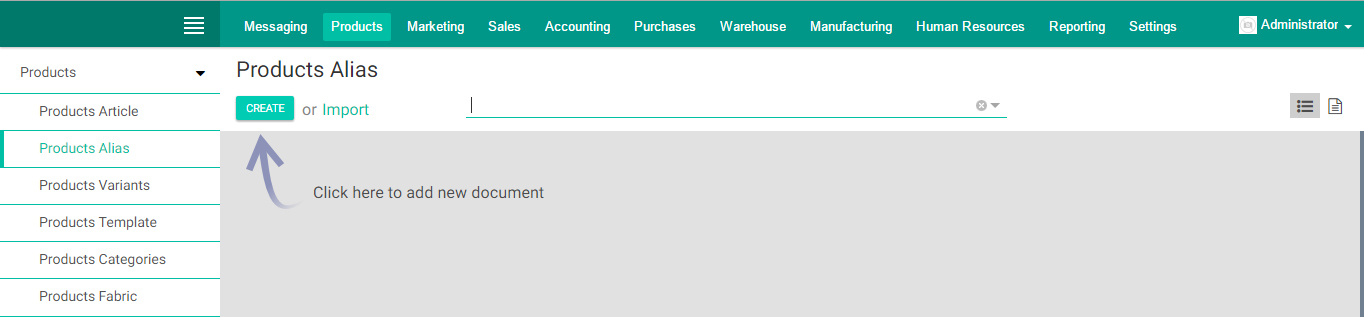 Messaging Products Marketing Sales Accounting Purchases Warehouse Manufacturing Human Resources Reporting Settings Administrator
Products
Products Article
Products Alias
Products Variants
Products Template
Products Categories
Products Fabric
Products Alias
CREATE or Import
Click here to add new document